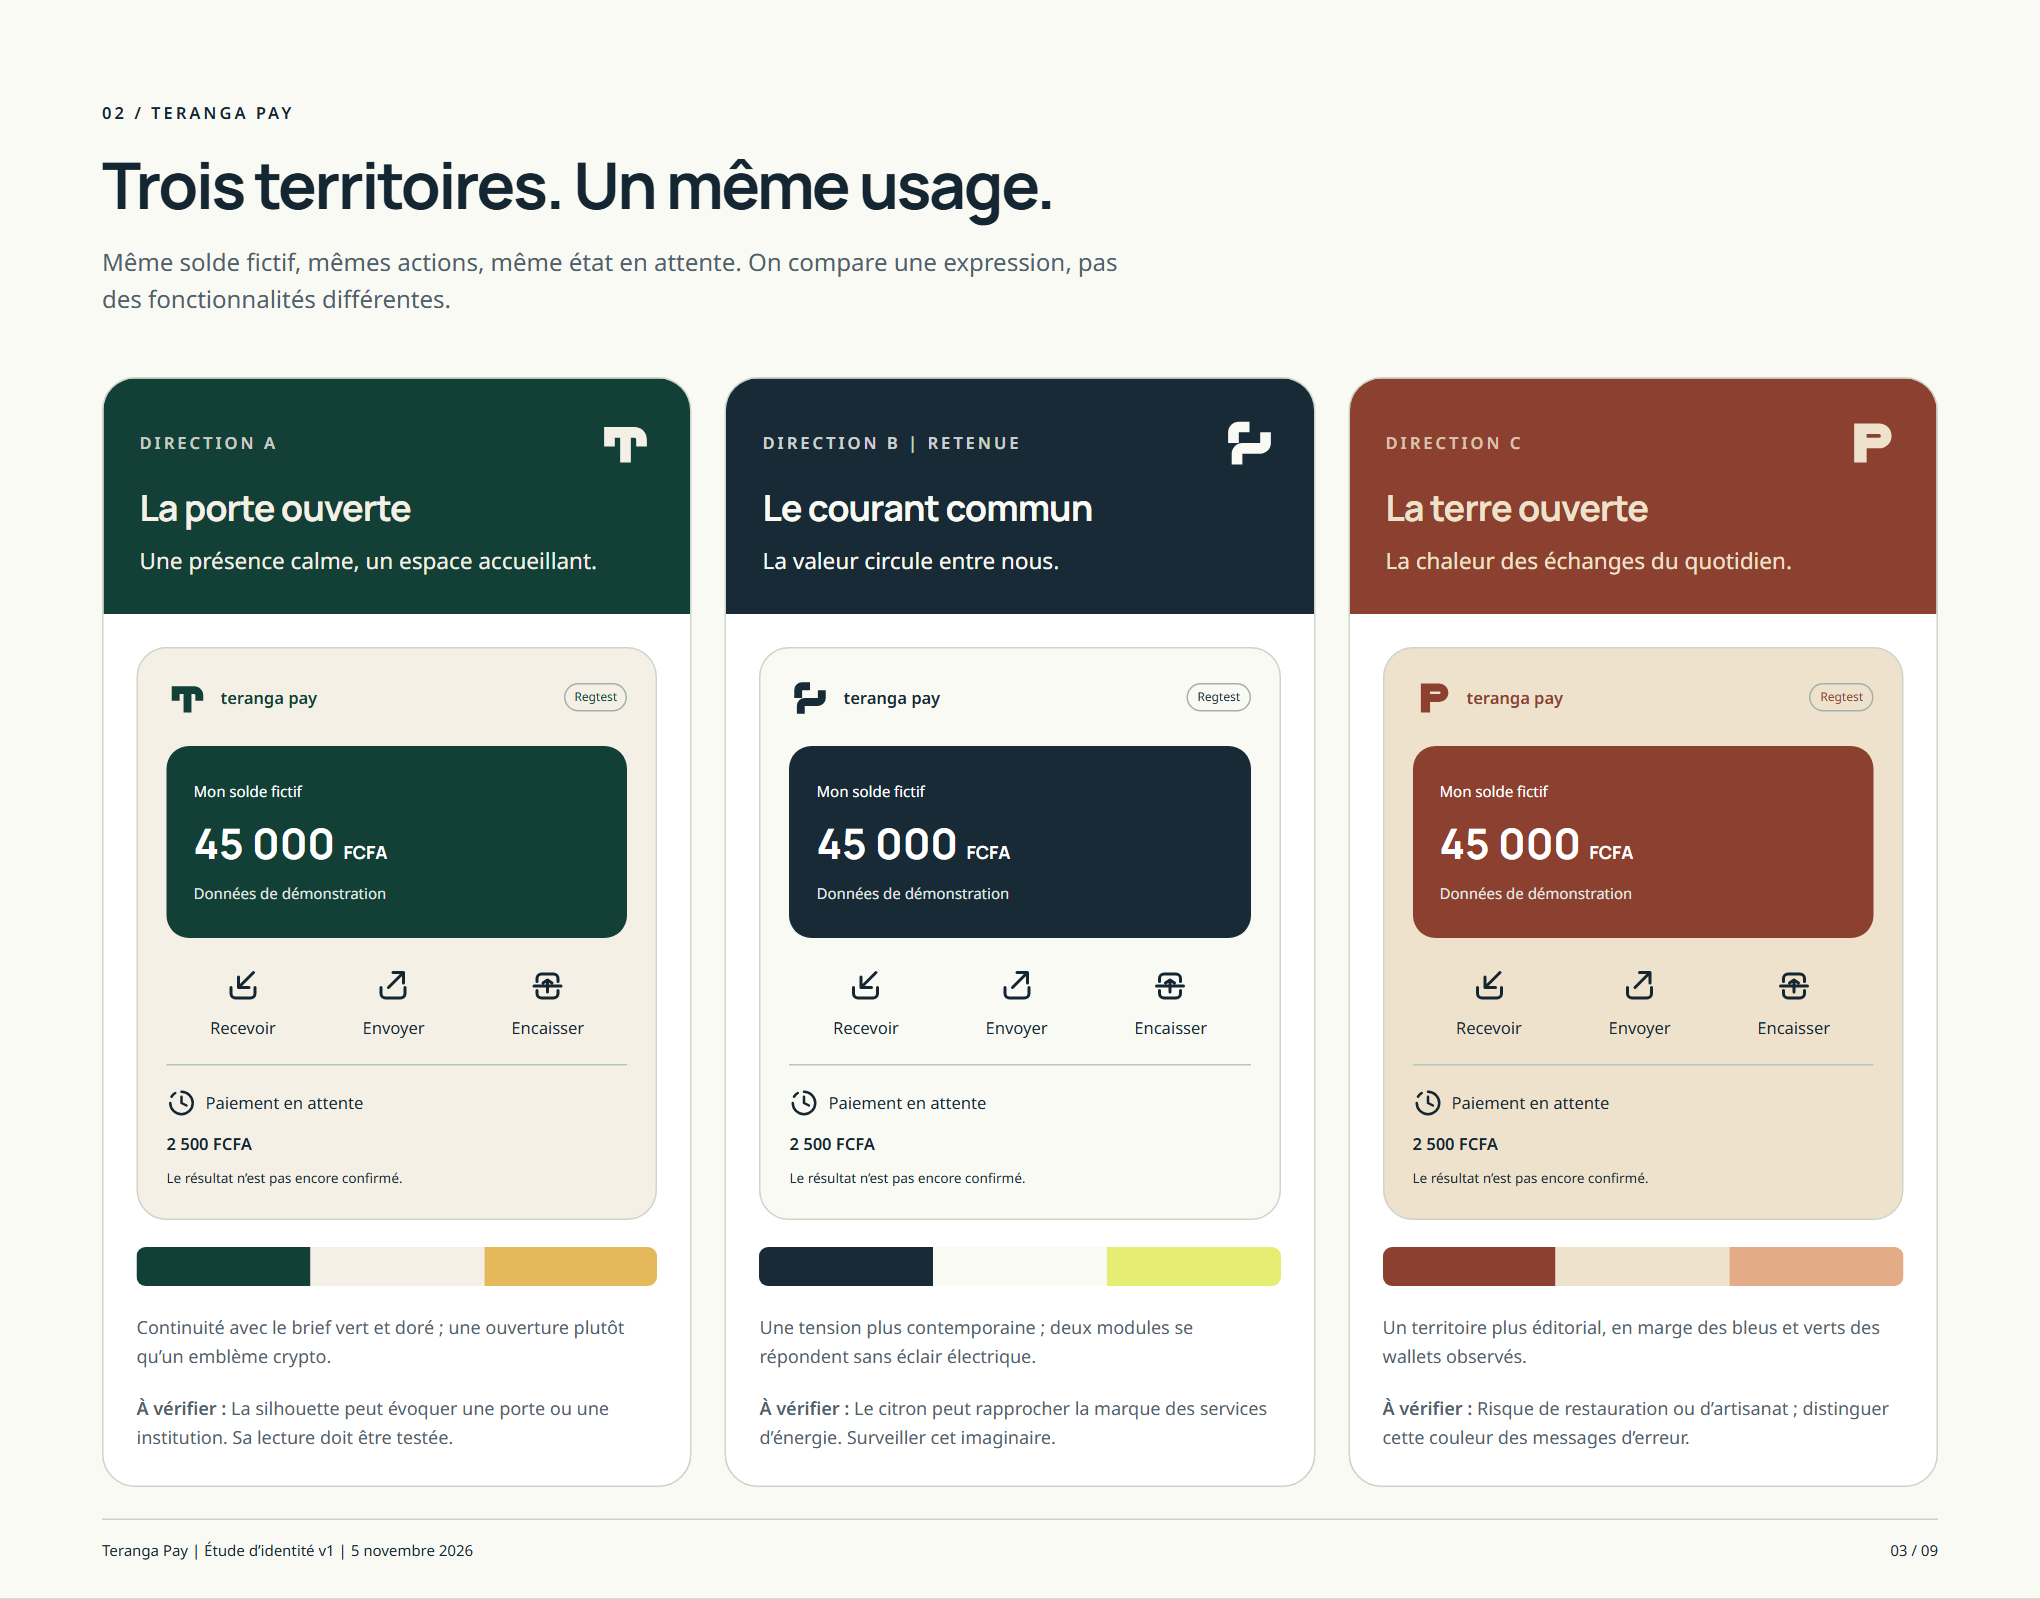 02 / TERANGA PAY
Trois territoires. Un même usage.
Même solde fictif, mêmes actions, même état en attente. On compare une expression, pas
des fonctionnalités différentes.
DIRECTION A
La porte ouverte
Une présence calme, un espace accueillant.
teranga pay
Regtest
Mon solde fictif
45 000 FCFA
Données de démonstration
Recevoir
Envoyer
Encaisser
Paiement en attente
2 500 FCFA
Le résultat n’est pas encore confirmé.
Continuité avec le brief vert et doré ; une ouverture plutôt
qu’un emblème crypto.
À vérifier : La silhouette peut évoquer une porte ou une
institution. Sa lecture doit être testée.
DIRECTION B | RETENUE
Le courant commun
La valeur circule entre nous.
teranga pay
Regtest
Mon solde fictif
45 000 FCFA
Données de démonstration
Recevoir
Envoyer
Encaisser
Paiement en attente
2 500 FCFA
Le résultat n’est pas encore confirmé.
Une tension plus contemporaine ; deux modules se
répondent sans éclair électrique.
À vérifier : Le citron peut rapprocher la marque des services
d’énergie. Surveiller cet imaginaire.
DIRECTION C
La terre ouverte
La chaleur des échanges du quotidien.
teranga pay
Regtest
Mon solde fictif
45 000 FCFA
Données de démonstration
Recevoir
Envoyer
Encaisser
Paiement en attente
2 500 FCFA
Le résultat n’est pas encore confirmé.
Un territoire plus éditorial, en marge des bleus et verts des
wallets observés.
À vérifier : Risque de restauration ou d’artisanat ; distinguer
cette couleur des messages d’erreur.
Teranga Pay | Étude d’identité v1 | 5 novembre 2026
03 / 09